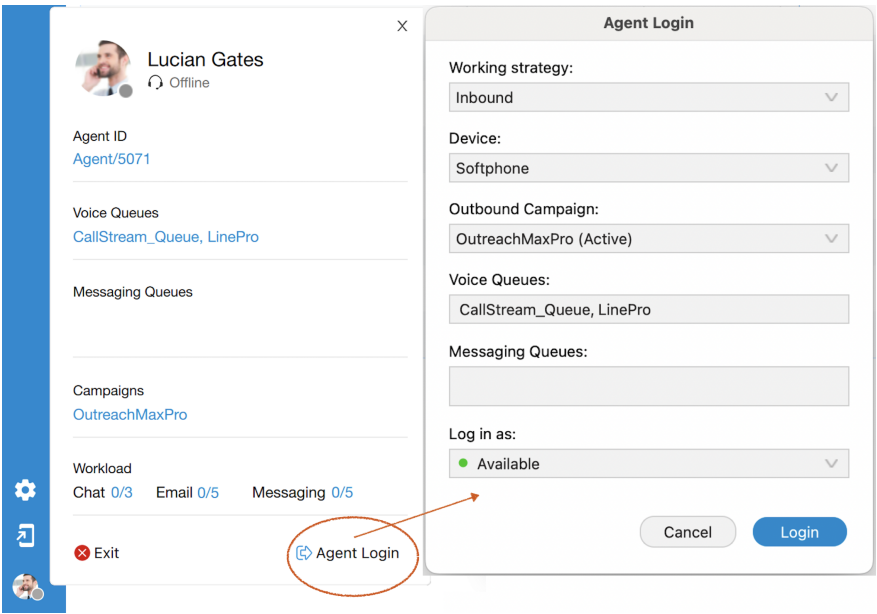 X
Lucian Gates
Offline
Agent ID
Agent/5071
Voice Queues
CallStream_Queue, LinePro
Messaging Queues
Campaigns
OutreachMaxPro
Workload
Chat 0/3 Email 0/5 Messaging 0/5
Exit Agent Login
Agent Login
Working strategy:
Inbound
Device:
Softphone
Outbound Campaign:
OutreachMaxPro (Active)
Voice Queues:
CallStream_Queue, LinePro
Messaging Queues:
Log in as:
Available
Cancel Login